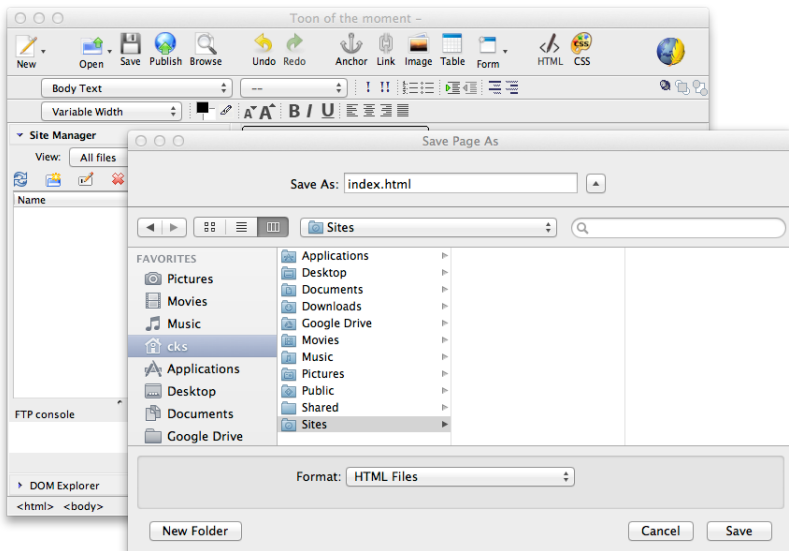 Toon of the moment –
New Open Save Publish Browse Undo Redo Anchor Link Image Table Form HTML CSS
CSS
Body Text -- ! !!
Variable Width A A B I U
Site Manager
View: All files
Name
FTP console
DOM Explorer
<html> <body>
Save Page As
Save As: index.html
Sites
FAVORITES
Pictures
Movies
Music
cks
Applications
Desktop
Documents
Google Drive
Applications
Desktop
Documents
Downloads
Google Drive
Movies
Music
Pictures
Public
Shared
Sites
Format: HTML Files
New Folder Cancel Save